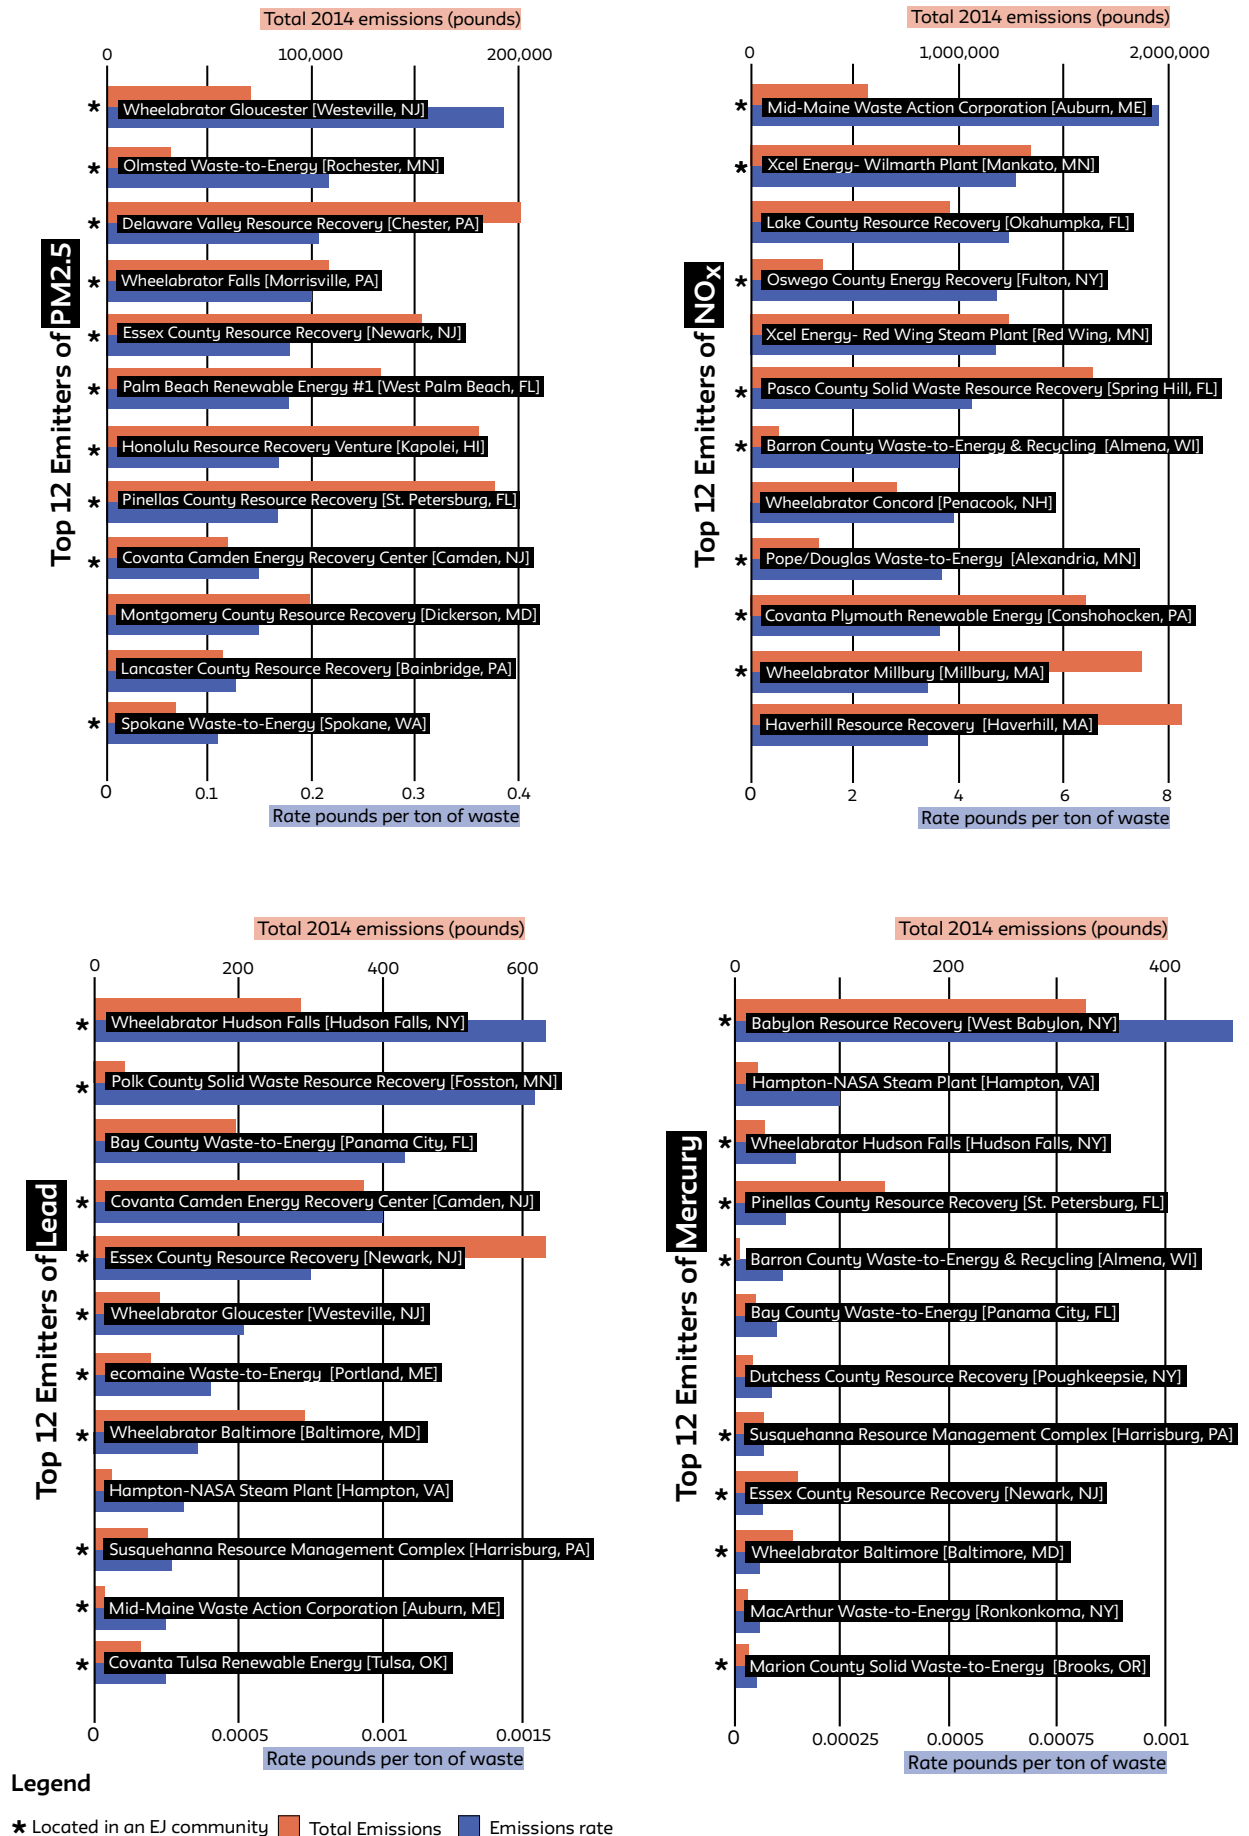 Total 2014 emissions (pounds)
0 100,000 200,000
Top 12 Emitters of PM2.5
* Wheelabrator Gloucester [Westeville, NJ]
* Olmsted Waste-to-Energy [Rochester, MN]
* Delaware Valley Resource Recovery [Chester, PA]
* Wheelabrator Falls [Morrisville, PA]
* Essex County Resource Recovery [Newark, NJ]
* Palm Beach Renewable Energy #1 [West Palm Beach, FL]
* Honolulu Resource Recovery Venture [Kapolei, HI]
* Pinellas County Resource Recovery [St. Petersburg, FL]
* Covanta Camden Energy Recovery Center [Camden, NJ]
Montgomery County Resource Recovery [Dickerson, MD]
Lancaster County Resource Recovery [Bainbridge, PA]
* Spokane Waste-to-Energy [Spokane, WA]
0 0.1 0.2 0.3 0.4
Rate pounds per ton of waste
Total 2014 emissions (pounds)
0 1,000,000 2,000,000
Top 12 Emitters of NOx
* Mid-Maine Waste Action Corporation [Auburn, ME]
* Xcel Energy- Wilmarth Plant [Mankato, MN]
Lake County Resource Recovery [Okahumpka, FL]
* Oswego County Energy Recovery [Fulton, NY]
Xcel Energy- Red Wing Steam Plant [Red Wing, MN]
* Pasco County Solid Waste Resource Recovery [Spring Hill, FL]
* Barron County Waste-to-Energy & Recycling [Almena, WI]
Wheelabrator Concord [Penacook, NH]
* Pope/Douglas Waste-to-Energy [Alexandria, MN]
* Covanta Plymouth Renewable Energy [Conshohocken, PA]
* Wheelabrator Millbury [Millbury, MA]
Haverhill Resource Recovery [Haverhill, MA]
0 2 4 6 8
Rate pounds per ton of waste
Total 2014 emissions (pounds)
0 200 400 600
Top 12 Emitters of Lead
* Wheelabrator Hudson Falls [Hudson Falls, NY]
* Polk County Solid Waste Resource Recovery [Fosston, MN]
Bay County Waste-to-Energy [Panama City, FL]
* Covanta Camden Energy Recovery Center [Camden, NJ]
* Essex County Resource Recovery [Newark, NJ]
* Wheelabrator Gloucester [Westeville, NJ]
* ecomaine Waste-to-Energy [Portland, ME]
* Wheelabrator Baltimore [Baltimore, MD]
Hampton-NASA Steam Plant [Hampton, VA]
* Susquehanna Resource Management Complex [Harrisburg, PA]
* Mid-Maine Waste Action Corporation [Auburn, ME]
* Covanta Tulsa Renewable Energy [Tulsa, OK]
0 0.0005 0.001 0.0015
Rate pounds per ton of waste
Total 2014 emissions (pounds)
0 200 400
Top 12 Emitters of Mercury
* Babylon Resource Recovery [West Babylon, NY]
Hampton-NASA Steam Plant [Hampton, VA]
* Wheelabrator Hudson Falls [Hudson Falls, NY]
* Pinellas County Resource Recovery [St. Petersburg, FL]
* Barron County Waste-to-Energy & Recycling [Almena, WI]
Bay County Waste-to-Energy [Panama City, FL]
Dutchess County Resource Recovery [Poughkeepsie, NY]
* Susquehanna Resource Management Complex [Harrisburg, PA]
* Essex County Resource Recovery [Newark, NJ]
* Wheelabrator Baltimore [Baltimore, MD]
MacArthur Waste-to-Energy [Ronkonkoma, NY]
* Marion County Solid Waste-to-Energy [Brooks, OR]
0 0.00025 0.0005 0.00075 0.001
Rate pounds per ton of waste
Legend
* Located in an EJ community Total Emissions Emissions rate